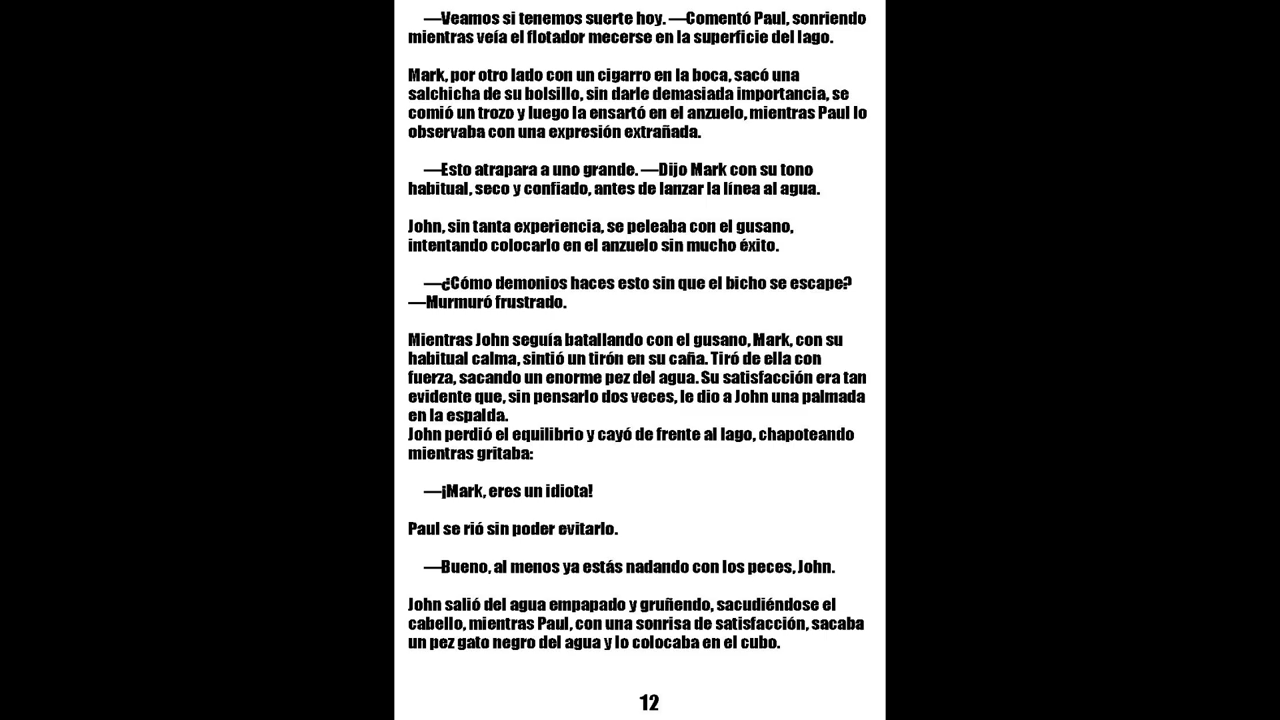 —Veamos si tenemos suerte hoy. —Comentó Paul, sonriendo
mientras veía el flotador mecerse en la superficie del lago.
Mark, por otro lado con un cigarro en la boca, sacó una
salchicha de su bolsillo, sin darle demasiada importancia, se
comió un trozo y luego la ensartó en el anzuelo, mientras Paul lo
observaba con una expresión extrañada.
—Esto atrapara a uno grande. —Dijo Mark con su tono
habitual, seco y confiado, antes de lanzar la línea al agua.
John, sin tanta experiencia, se peleaba con el gusano,
intentando colocarlo en el anzuelo sin mucho éxito.
—¿Cómo demonios haces esto sin que el bicho se escape?
—Murmuró frustrado.
Mientras John seguía batallando con el gusano, Mark, con su
habitual calma, sintió un tirón en su caña. Tiró de ella con
fuerza, sacando un enorme pez del agua. Su satisfacción era tan
evidente que, sin pensarlo dos veces, le dio a John una palmada
en la espalda.
John perdió el equilibrio y cayó de frente al lago, chapoteando
mientras gritaba:
—¡Mark, eres un idiota!
Paul se rió sin poder evitarlo.
—Bueno, al menos ya estás nadando con los peces, John.
John salió del agua empapado y gruñendo, sacudiéndose el
cabello, mientras Paul, con una sonrisa de satisfacción, sacaba
un pez gato negro del agua y lo colocaba en el cubo.
12